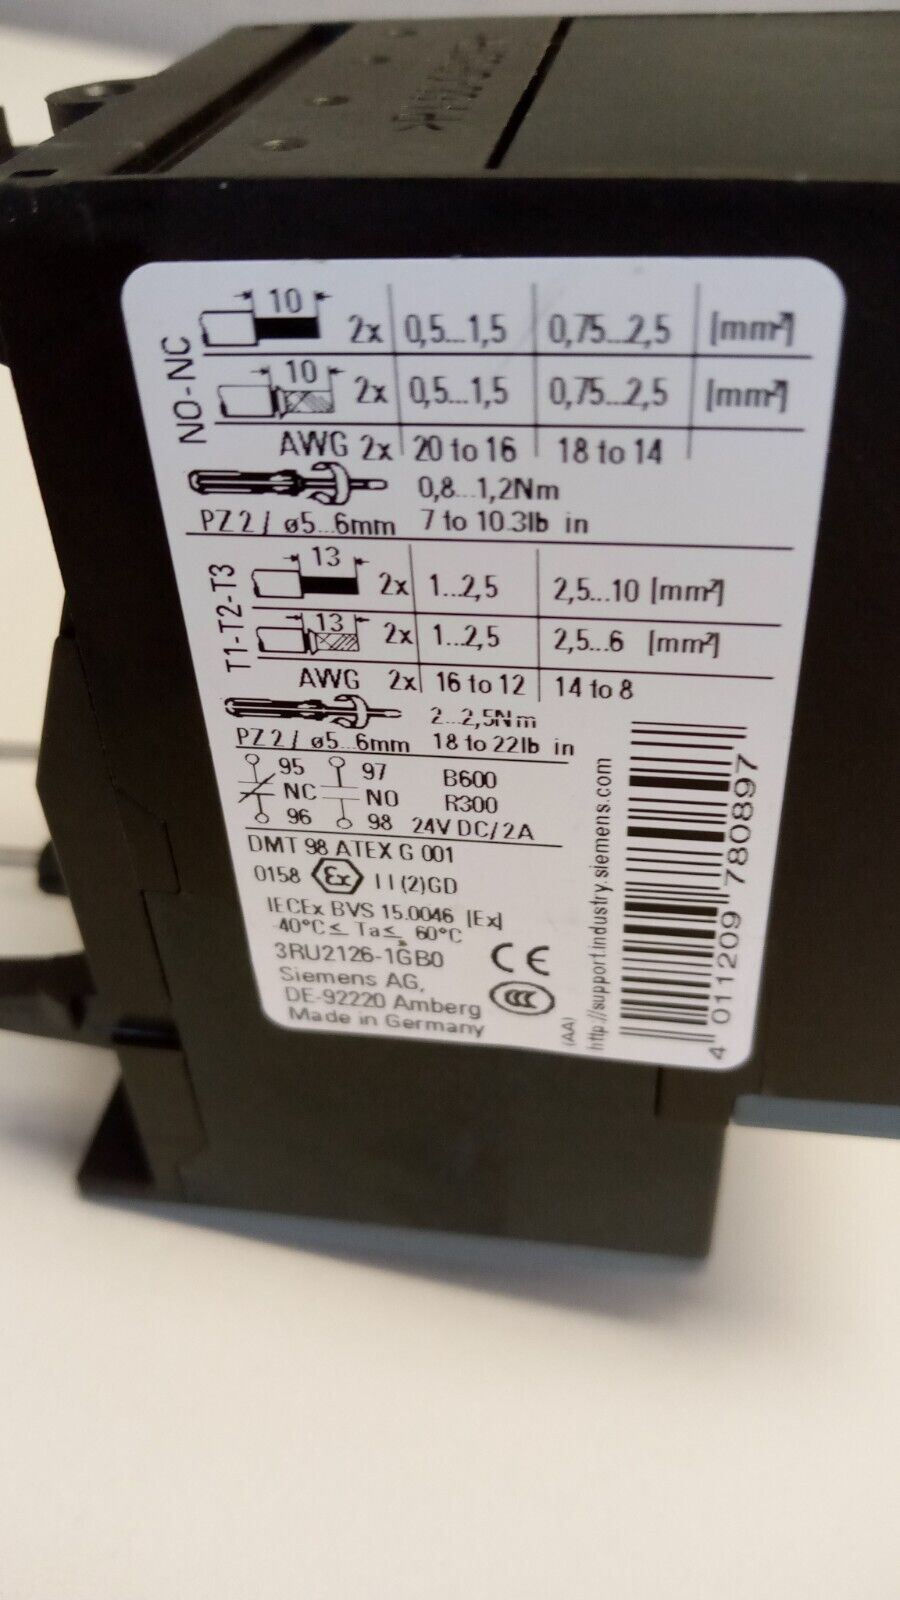 NO-NC
10 2x 0,5...1,5 0,75...2,5 [mm²]
10 2x 0,5...1,5 0,75...2,5 [mm²]
AWG 2x 20 to 16 18 to 14
0,8...1,2Nm
PZ 2 / ø5...6mm 7 to 10.3lb in
T1-T2-T3
13 2x 1...2,5 2,5...10 [mm²]
13 2x 1...2,5 2,5...6 [mm²]
AWG 2x 16 to 12 14 to 8
2...2,5Nm
PZ 2 / ø5...6mm 18 to 22lb in
95 97 B600
NC NO R300
96 98 24V DC/2A
DMT 98 ATEX G 001
0158 Ex II(2)GD
IECEx BVS 15.0046 [Ex]
-40°C ≤ Ta ≤ 60°C
3RU2126-1GB0
Siemens AG,
DE-92220 Amberg
Made in Germany
CE
CCC
(AA)
http://support.industry.siemens.com
4 011209 780897